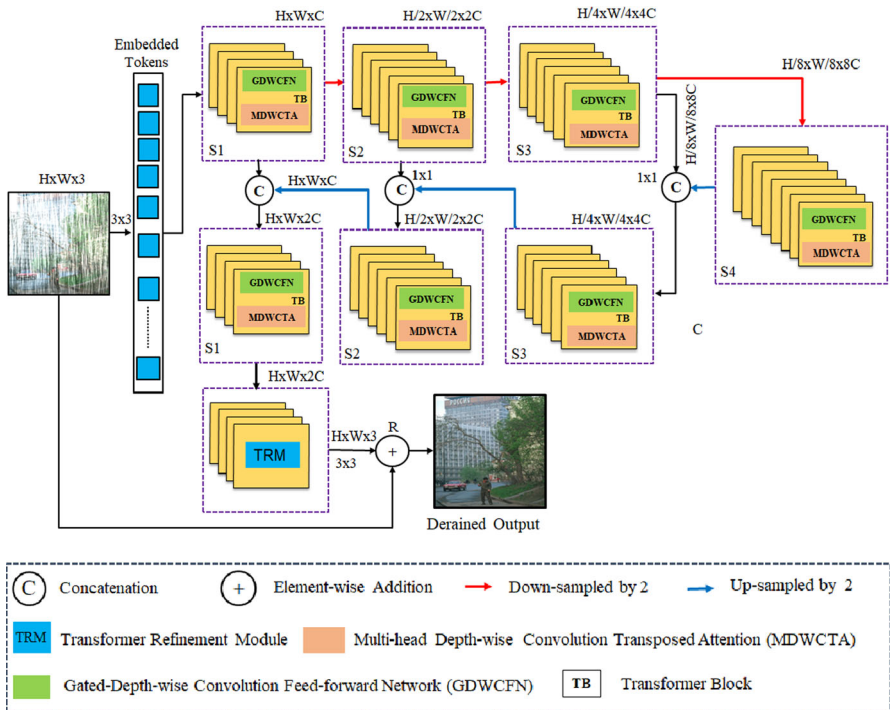 HxWxC
H/2xW/2x2C
H/4xW/4x4C
Embedded
Tokens
GDWCFN
TB
MDWCTA
S1
GDWCFN
TB
MDWCTA
S2
GDWCFN
TB
MDWCTA
S3
H/8xW/8x8C
H/8xW/8x8C
HxWx3
3x3
C
HxWxC
1x1
C
H/2xW/2x2C
1x1
C
GDWCFN
TB
MDWCTA
S4
HxWx2C
GDWCFN
TB
MDWCTA
S1
GDWCFN
TB
MDWCTA
S2
H/4xW/4x4C
GDWCFN
TB
MDWCTA
S3
C
HxWx2C
TRM
HxWx3
3x3
R
+
Derained Output
C Concatenation + Element-wise Addition Down-sampled by 2 Up-sampled by 2
TRM Transformer Refinement Module Multi-head Depth-wise Convolution Transposed Attention (MDWCTA)
Gated-Depth-wise Convolution Feed-forward Network (GDWCFN) TB Transformer Block